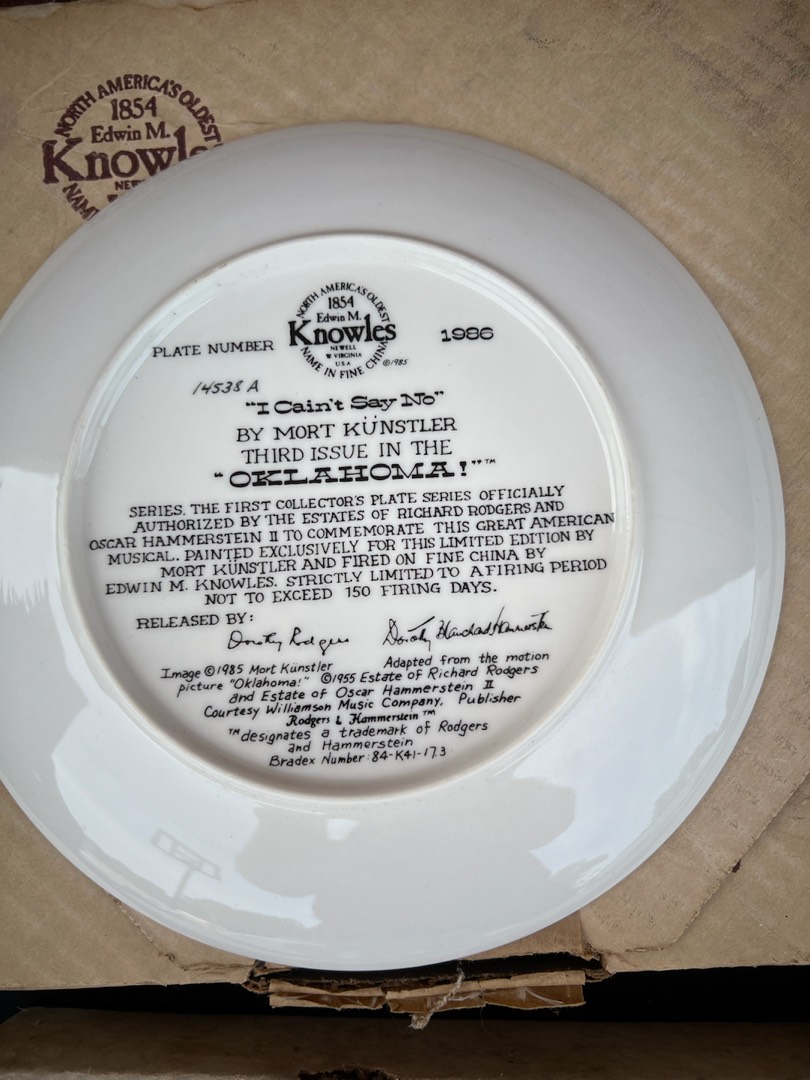 NORTH AMERICA'S OLDEST
1854
Edwin M.
Knowles
NORTH AMERICA'S OLDEST
1854
Edwin M.
Knowles
NEWELL
W VIRGINIA
U.S.A.
NAME IN FINE CHINA
©1985
PLATE NUMBER
1986
14538 A
"I Cain't Say No"
BY MORT KÜNSTLER
THIRD ISSUE IN THE
"OKLAHOMA!"™
SERIES, THE FIRST COLLECTOR'S PLATE SERIES OFFICIALLY
AUTHORIZED BY THE ESTATES OF RICHARD RODGERS AND
OSCAR HAMMERSTEIN II TO COMMEMORATE THIS GREAT AMERICAN
MUSICAL. PAINTED EXCLUSIVELY FOR THIS LIMITED EDITION BY
MORT KÜNSTLER AND FIRED ON FINE CHINA BY
EDWIN M. KNOWLES. STRICTLY LIMITED TO A FIRING PERIOD
NOT TO EXCEED 150 FIRING DAYS.
RELEASED BY:
Dorothy Rodgers Dorothy Blanchard Hammerstein
Image ©1985 Mort Künstler Adapted from the motion
picture "Oklahoma!" ©1955 Estate of Richard Rodgers
and Estate of Oscar Hammerstein II
Courtesy Williamson Music Company, Publisher
Rodgers & Hammerstein™
™designates a trademark of Rodgers
and Hammerstein
Bradex Number: 84-K41-17.3